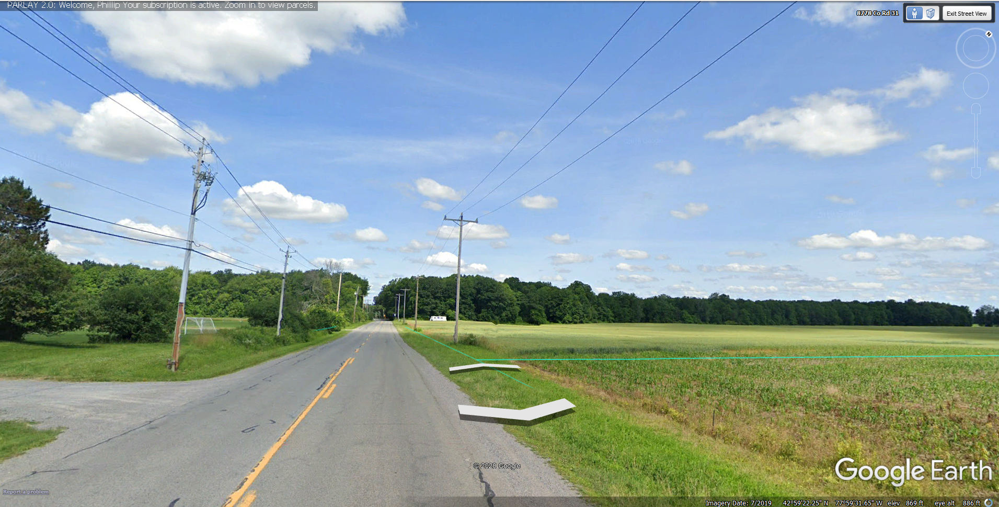 PARLAY 2.0: Welcome, Phillip Your subscription is active. Zoom in to view parcels.
8778 Co Rd 31
Exit Street View
N
© 2020 Google
Google Earth
Report a problem
Imagery Date: 7/2019 42°59'22.25" N 77°59'31.65" W elev 869 ft eye alt 886 ft